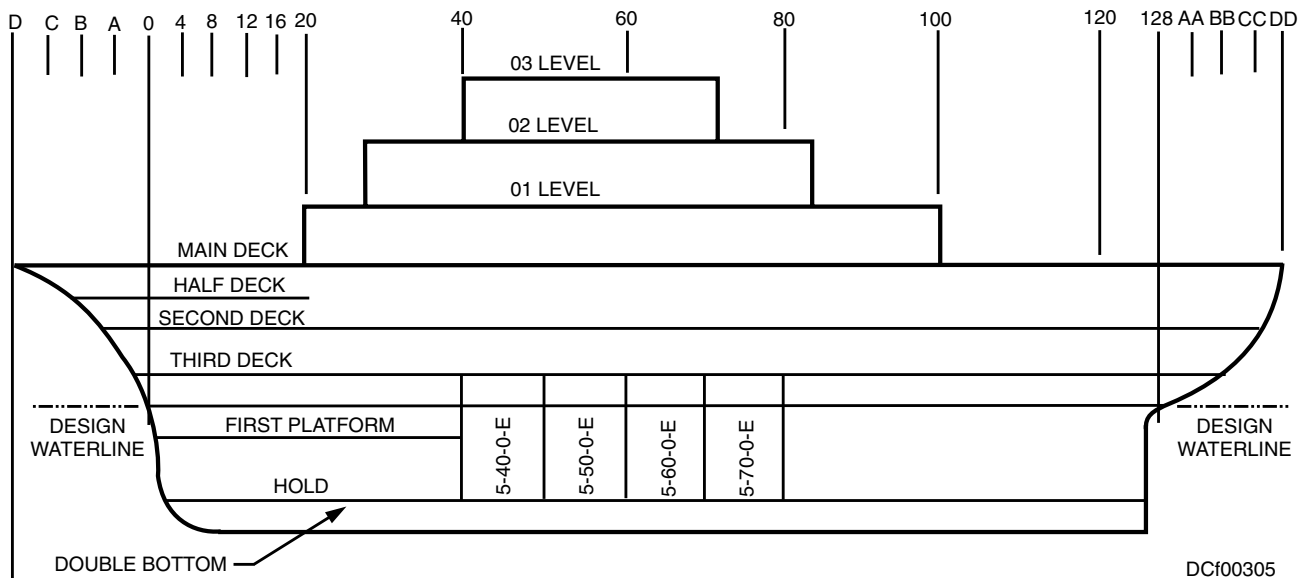 D C B A 0 4 8 12 16 20 40 60 80 100 120 128 AA BB CC DD
03 LEVEL
02 LEVEL
01 LEVEL
MAIN DECK
HALF DECK
SECOND DECK
THIRD DECK
DESIGN
WATERLINE
FIRST PLATFORM
HOLD
5-40-0-E
5-50-0-E
5-60-0-E
5-70-0-E
DESIGN
WATERLINE
DOUBLE BOTTOM
DCf00305